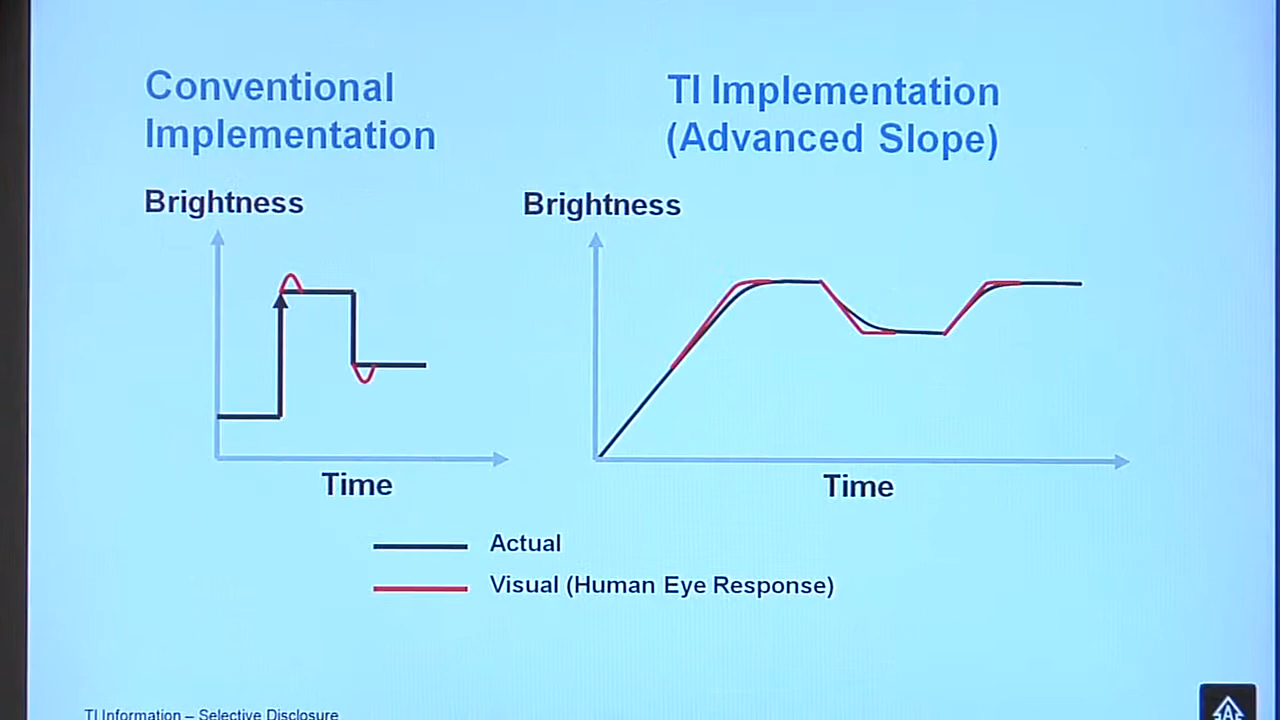 Conventional
Implementation
TI Implementation
(Advanced Slope)
Brightness
Brightness
Time
Time
Actual
Visual (Human Eye Response)
TI Information – Selective Disclosure